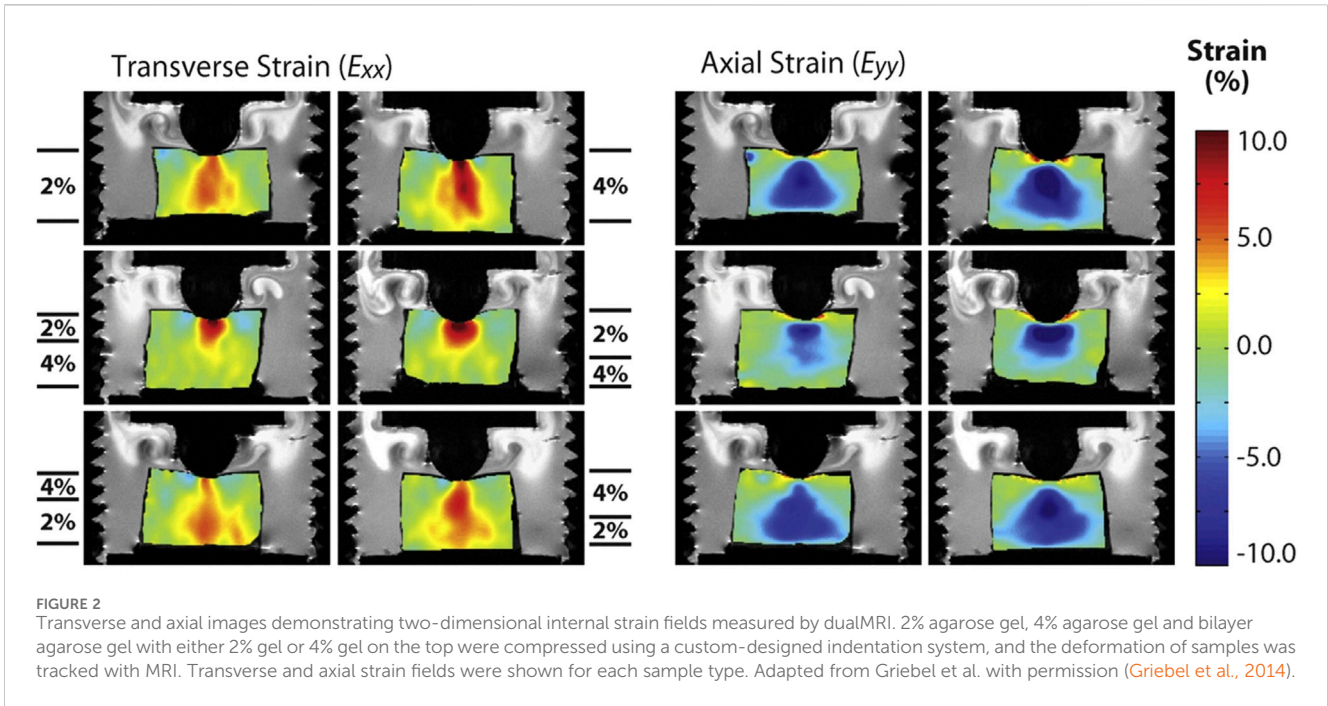 Transverse Strain (Exx)
Axial Strain (Eyy)
Strain
(%)
2%
4%
2%
4%
2%
4%
4%
2%
4%
2%
10.0
5.0
0.0
-5.0
-10.0
FIGURE 2
Transverse and axial images demonstrating two-dimensional internal strain fields measured by dualMRI. 2% agarose gel, 4% agarose gel and bilayer
agarose gel with either 2% gel or 4% gel on the top were compressed using a custom-designed indentation system, and the deformation of samples was
tracked with MRI. Transverse and axial strain fields were shown for each sample type. Adapted from Griebel et al. with permission (Griebel et al., 2014).